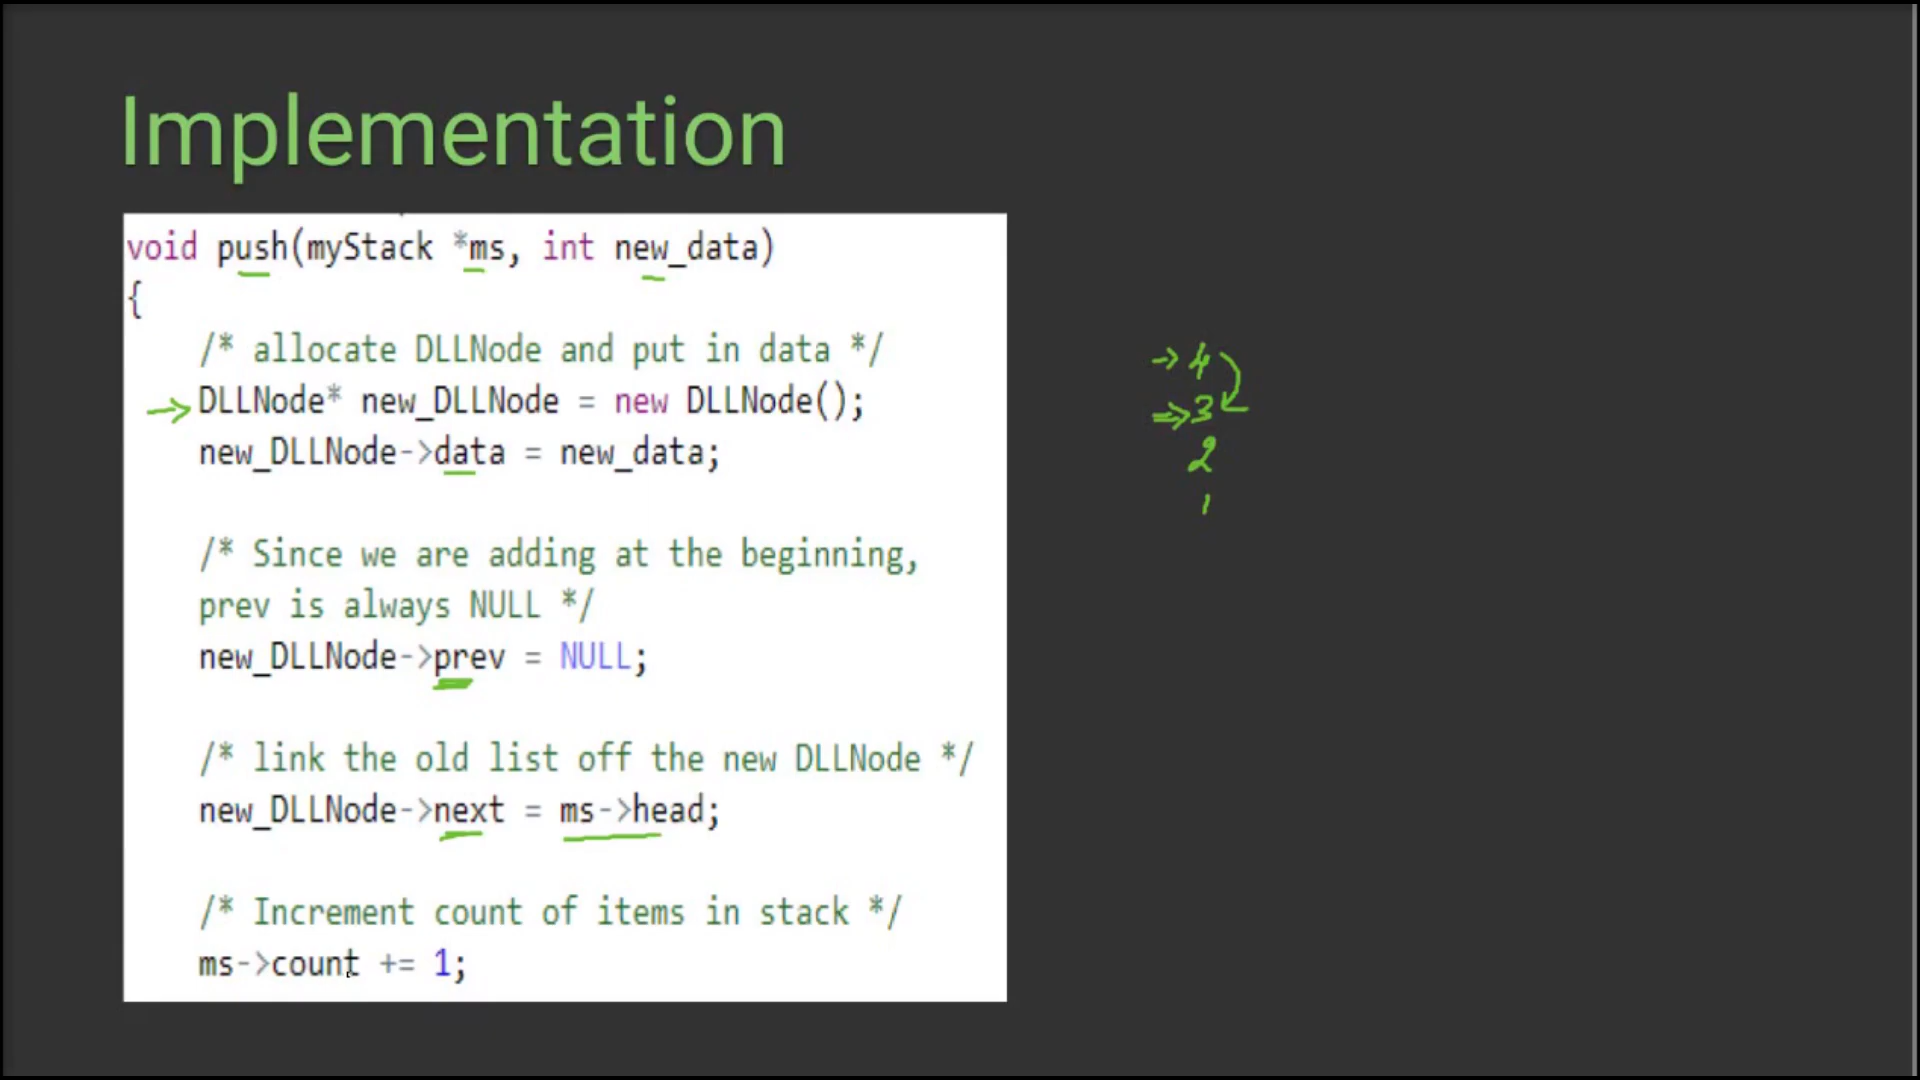 Implementation
void push(myStack *ms, int new_data)
{
/* allocate DLLNode and put in data */
DLLNode* new_DLLNode = new DLLNode();
new_DLLNode->data = new_data;
/* Since we are adding at the beginning,
prev is always NULL */
new_DLLNode->prev = NULL;
/* link the old list off the new DLLNode */
new_DLLNode->next = ms->head;
/* Increment count of items in stack */
ms->count += 1;
→ 4
⇒ 3
2
1